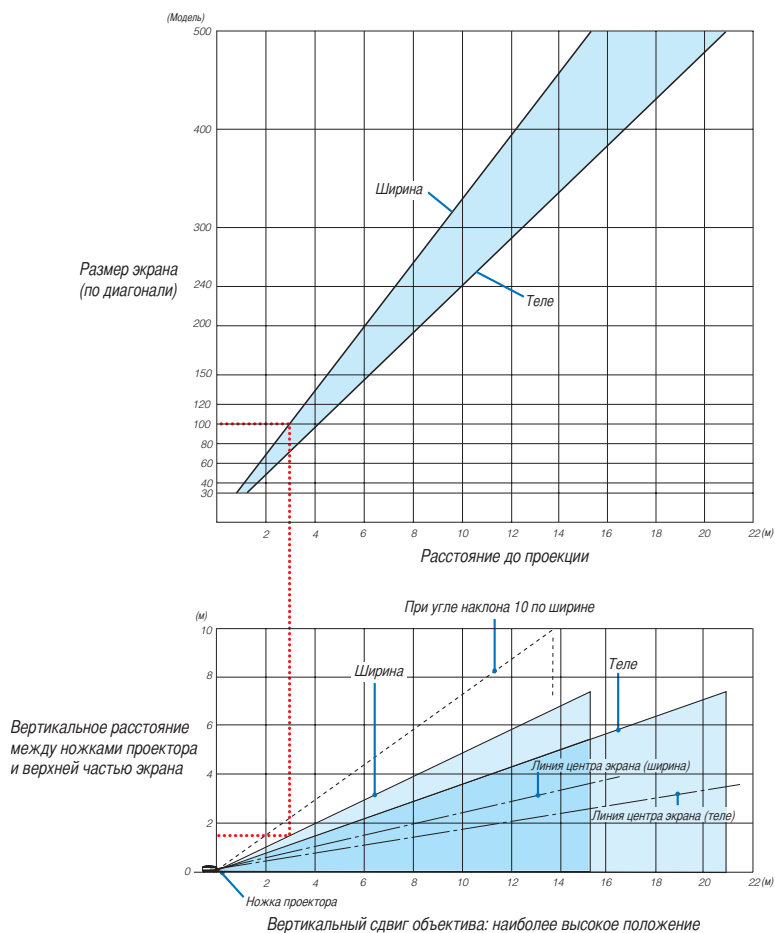 (Модель)
500
400
300
240
200
150
120
100
80
60
40
30
Ширина
Теле
Размер экрана
(по диагонали)
2 4 6 8 10 12 14 16 18 20 22 (м)
Расстояние до проекции
(м)
10
8
6
4
2
0
При угле наклона 10 по ширине
Ширина
Теле
Вертикальное расстояние
между ножками проектора
и верхней частью экрана
Линия центра экрана (ширина)
Линия центра экрана (теле)
2 4 6 8 10 12 14 16 18 20 22 (м)
Ножка проектора
Вертикальный сдвиг объектива: наиболее высокое положение